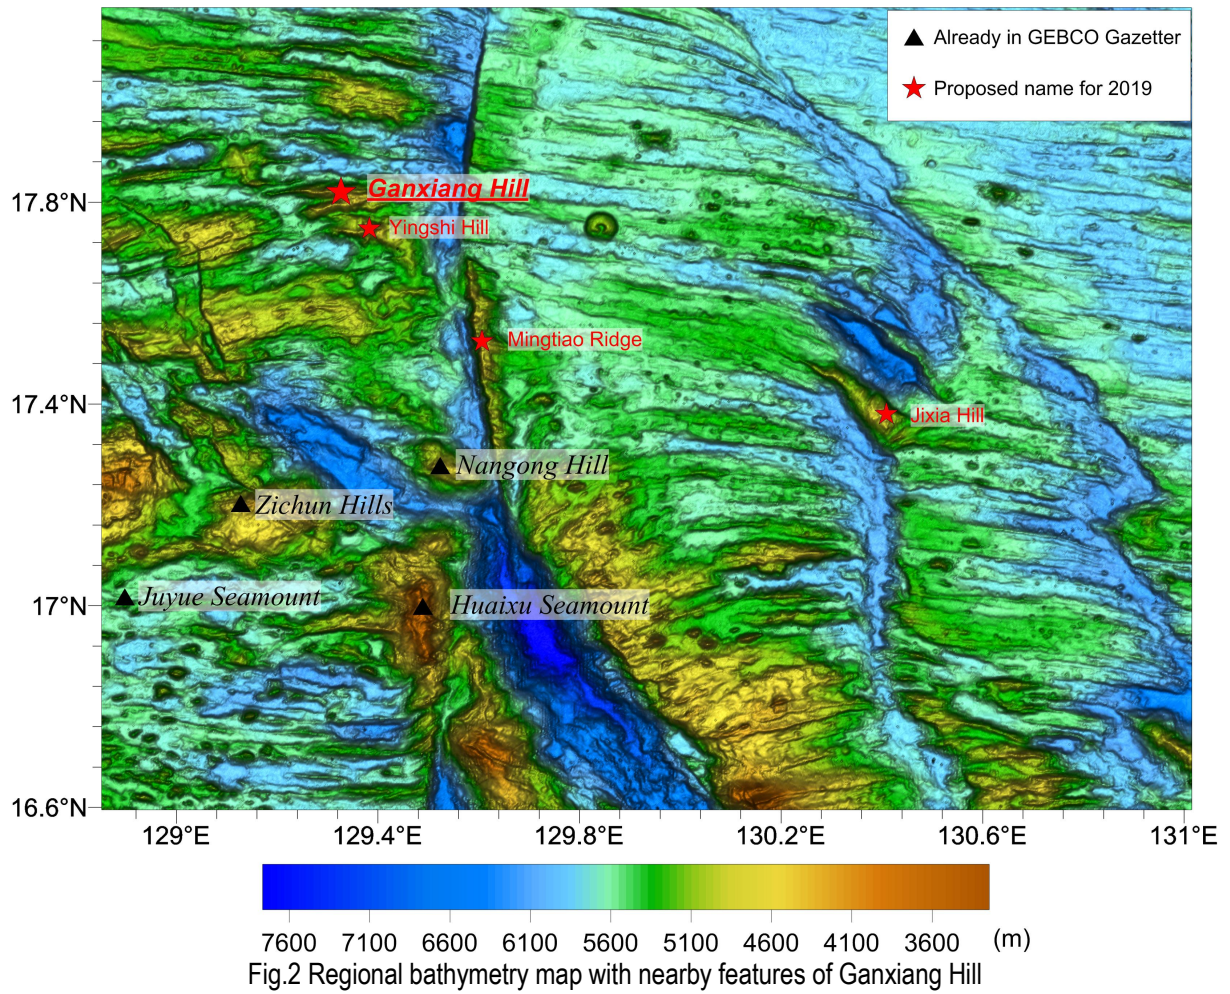 Already in GEBCO Gazetter
Proposed name for 2019
17.8°N
Ganxiang Hill
Yingshi Hill
Mingtiao Ridge
17.4°N
Jixia Hill
Nangong Hill
Zichun Hills
17°N
Juyue Seamount
Huaixu Seamount
16.6°N
129°E 129.4°E 129.8°E 130.2°E 130.6°E 131°E
7600 7100 6600 6100 5600 5100 4600 4100 3600 (m)
Fig.2 Regional bathymetry map with nearby features of Ganxiang Hill